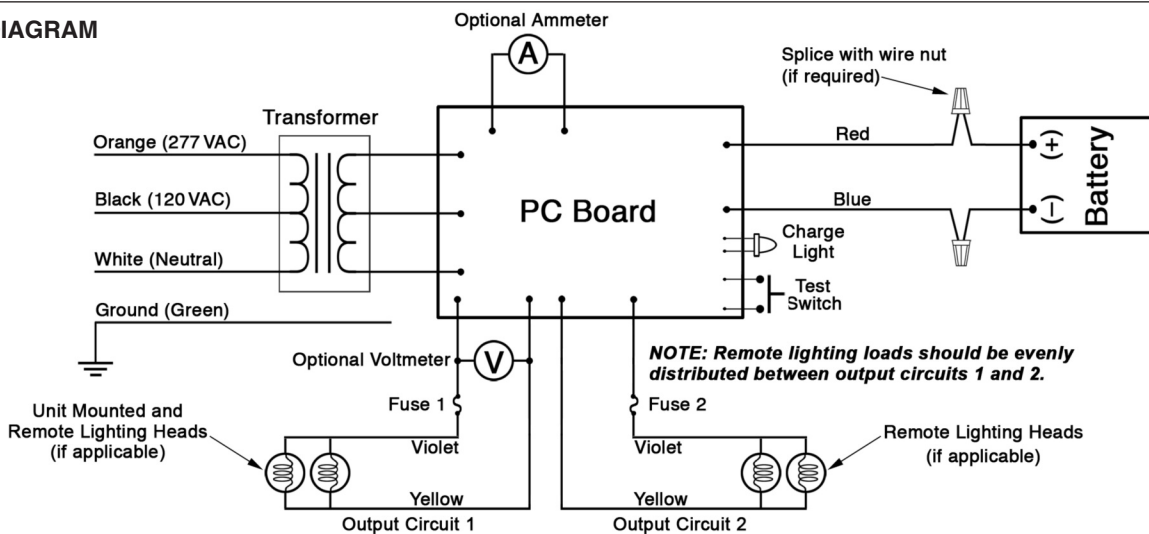 IAGRAM
Optional Ammeter
A
Splice with wire nut
(if required)
Transformer
Orange (277 VAC)
Black (120 VAC)
White (Neutral)
Ground (Green)
PC Board
Red
Blue
(+)
(–)
Battery
Charge
Light
Test
Switch
Optional Voltmeter
V
NOTE: Remote lighting loads should be evenly
distributed between output circuits 1 and 2.
Fuse 1
Fuse 2
Unit Mounted and
Remote Lighting Heads
(if applicable)
Violet
Yellow
Output Circuit 1
Violet
Yellow
Output Circuit 2
Remote Lighting Heads
(if applicable)